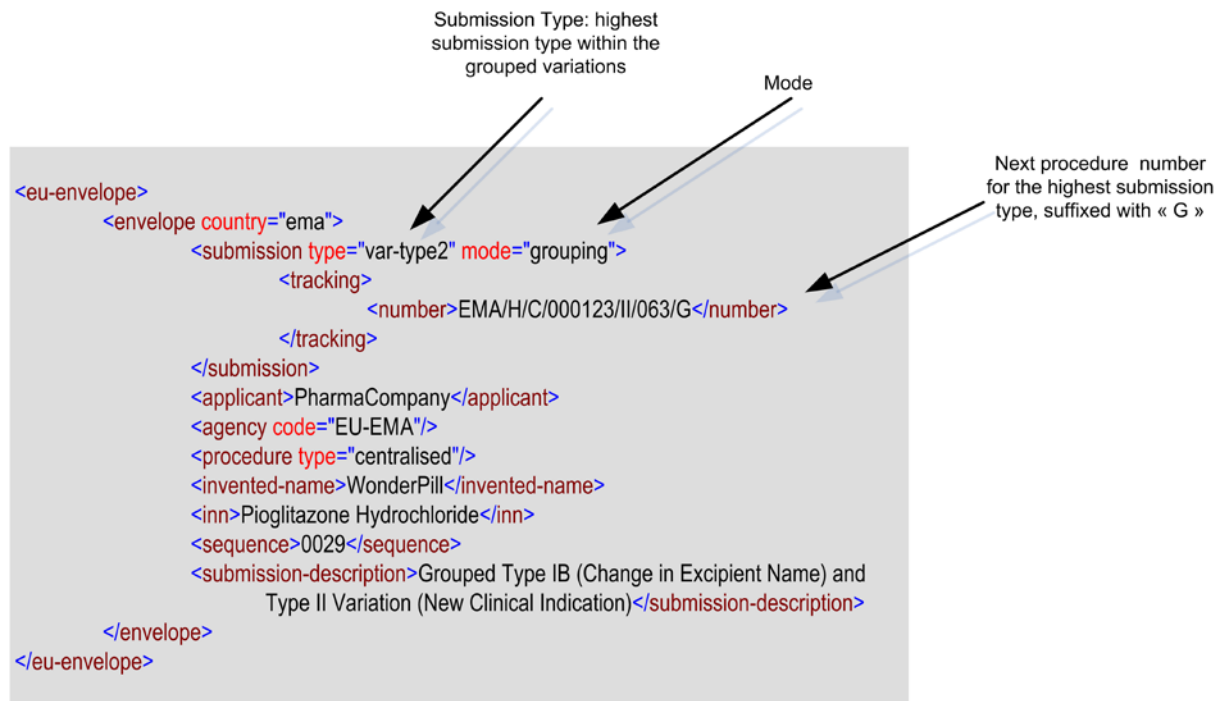 Submission Type: highest
submission type within the
grouped variations
Mode
Next procedure number
for the highest submission
type, suffixed with « G »
<eu-envelope>
<envelope country="ema">
<submission type="var-type2" mode="grouping">
<tracking>
<number>EMA/H/C/000123/II/063/G</number>
</tracking>
</submission>
<applicant>PharmaCompany</applicant>
<agency code="EU-EMA"/>
<procedure type="centralised"/>
<invented-name>WonderPill</invented-name>
<inn>Pioglitazone Hydrochloride</inn>
<sequence>0029</sequence>
<submission-description>Grouped Type IB (Change in Excipient Name) and
Type II Variation (New Clinical Indication)</submission-description>
</envelope>
</eu-envelope>